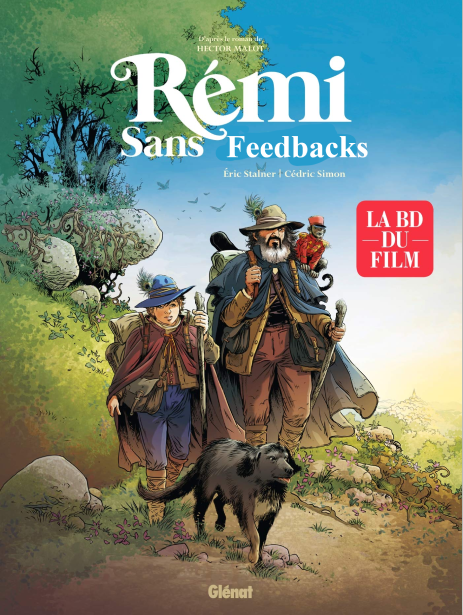 D'après le roman de
HECTOR MALOT
Rémi
Sans Feedbacks
Éric Stalner | Cédric Simon
LA BD
DU
FILM
Glénat